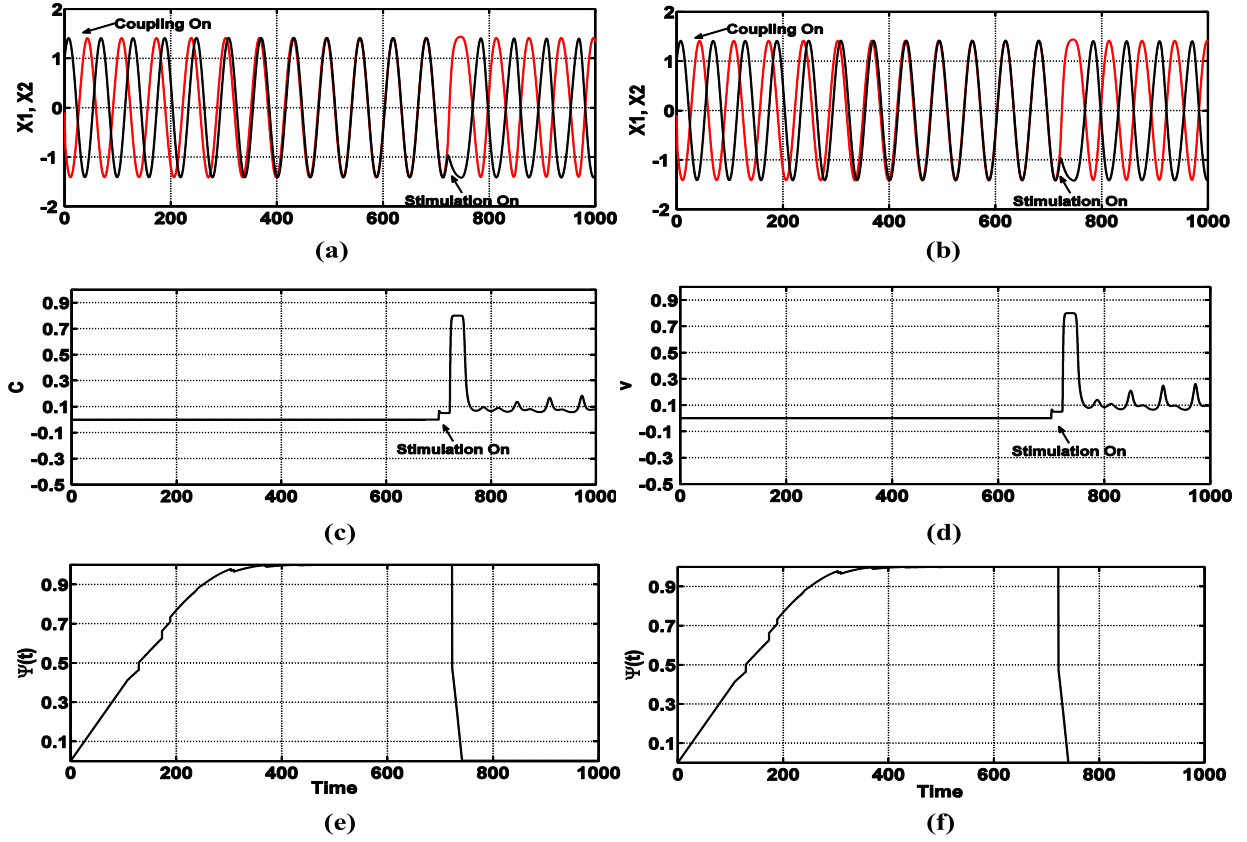 2
Coupling On
1
0
-1
-2
X1, X2
Stimulation On
0 200 400 600 800 1000
(a)
2
Coupling On
1
0
-1
-2
X1, X2
Stimulation On
0 200 400 600 800 1000
(b)
0.9
0.7
0.5
0.3
0.1
-0.1
-0.3
-0.5
C
Stimulation On
0 200 400 600 800 1000
(c)
0.9
0.7
0.5
0.3
0.1
-0.1
-0.3
-0.5
v
Stimulation On
0 200 400 600 800 1000
(d)
0.9
0.7
0.5
0.3
0.1
Ψ(t)
0 200 400 600 800 1000
Time
(e)
0.9
0.7
0.5
0.3
0.1
Ψ(t)
0 200 400 600 800 1000
Time
(f)